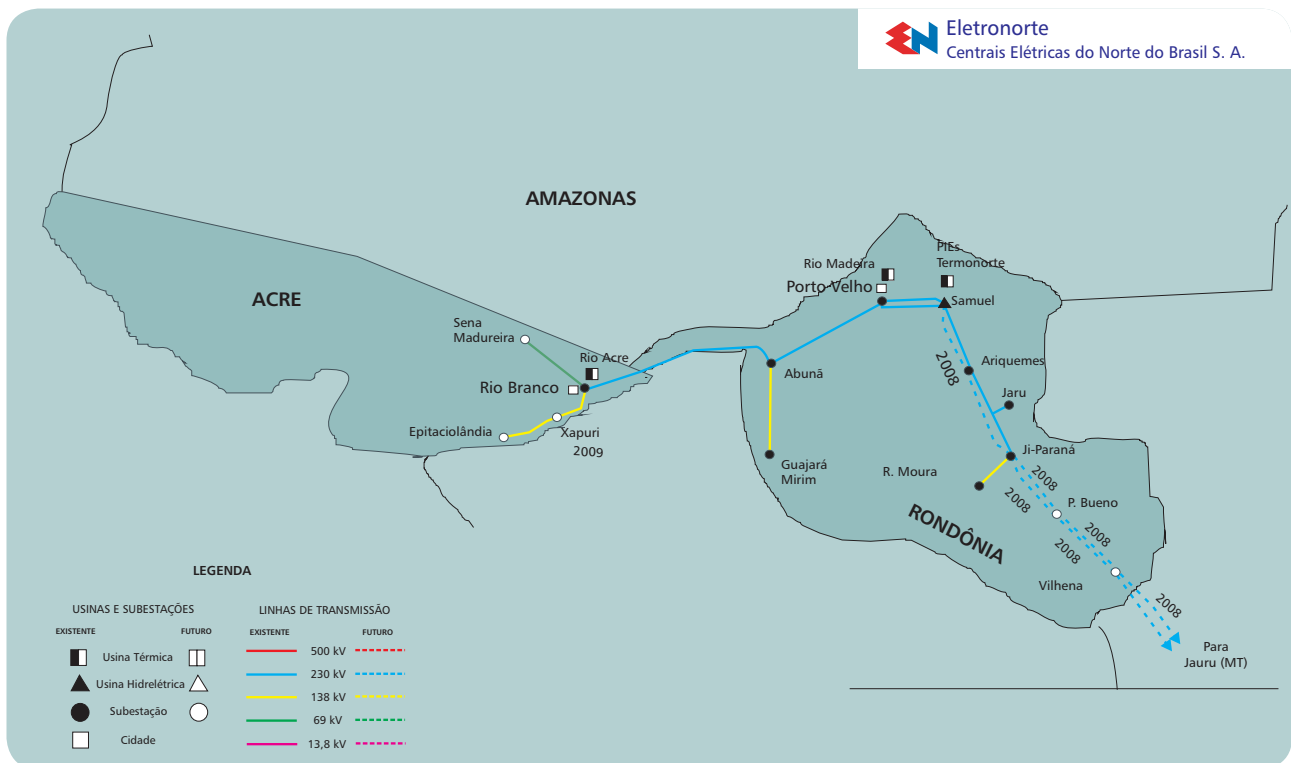 Eletronorte
Centrais Elétricas do Norte do Brasil S. A.
AMAZONAS
ACRE
PIEs
Termonorte
Rio Madeira
Porto Velho
Samuel
Sena
Madureira
Rio Acre
Rio Branco
Abunã
Ariquemes
2008
Jaru
Epitaciolândia
Xapuri
2009
Guajará
Mirim
R. Moura
Ji-Paraná
2008
2008
P. Bueno
RONDÔNIA
2008
2008
Vilhena
2008
Para
Jauru (MT)
LEGENDA
USINAS E SUBESTAÇÕES
EXISTENTE
FUTURO
Usina Térmica
Usina Hidrelétrica
Subestação
Cidade
LINHAS DE TRANSMISSÃO
EXISTENTE
FUTURO
500 kV
230 kV
138 kV
69 kV
13,8 kV